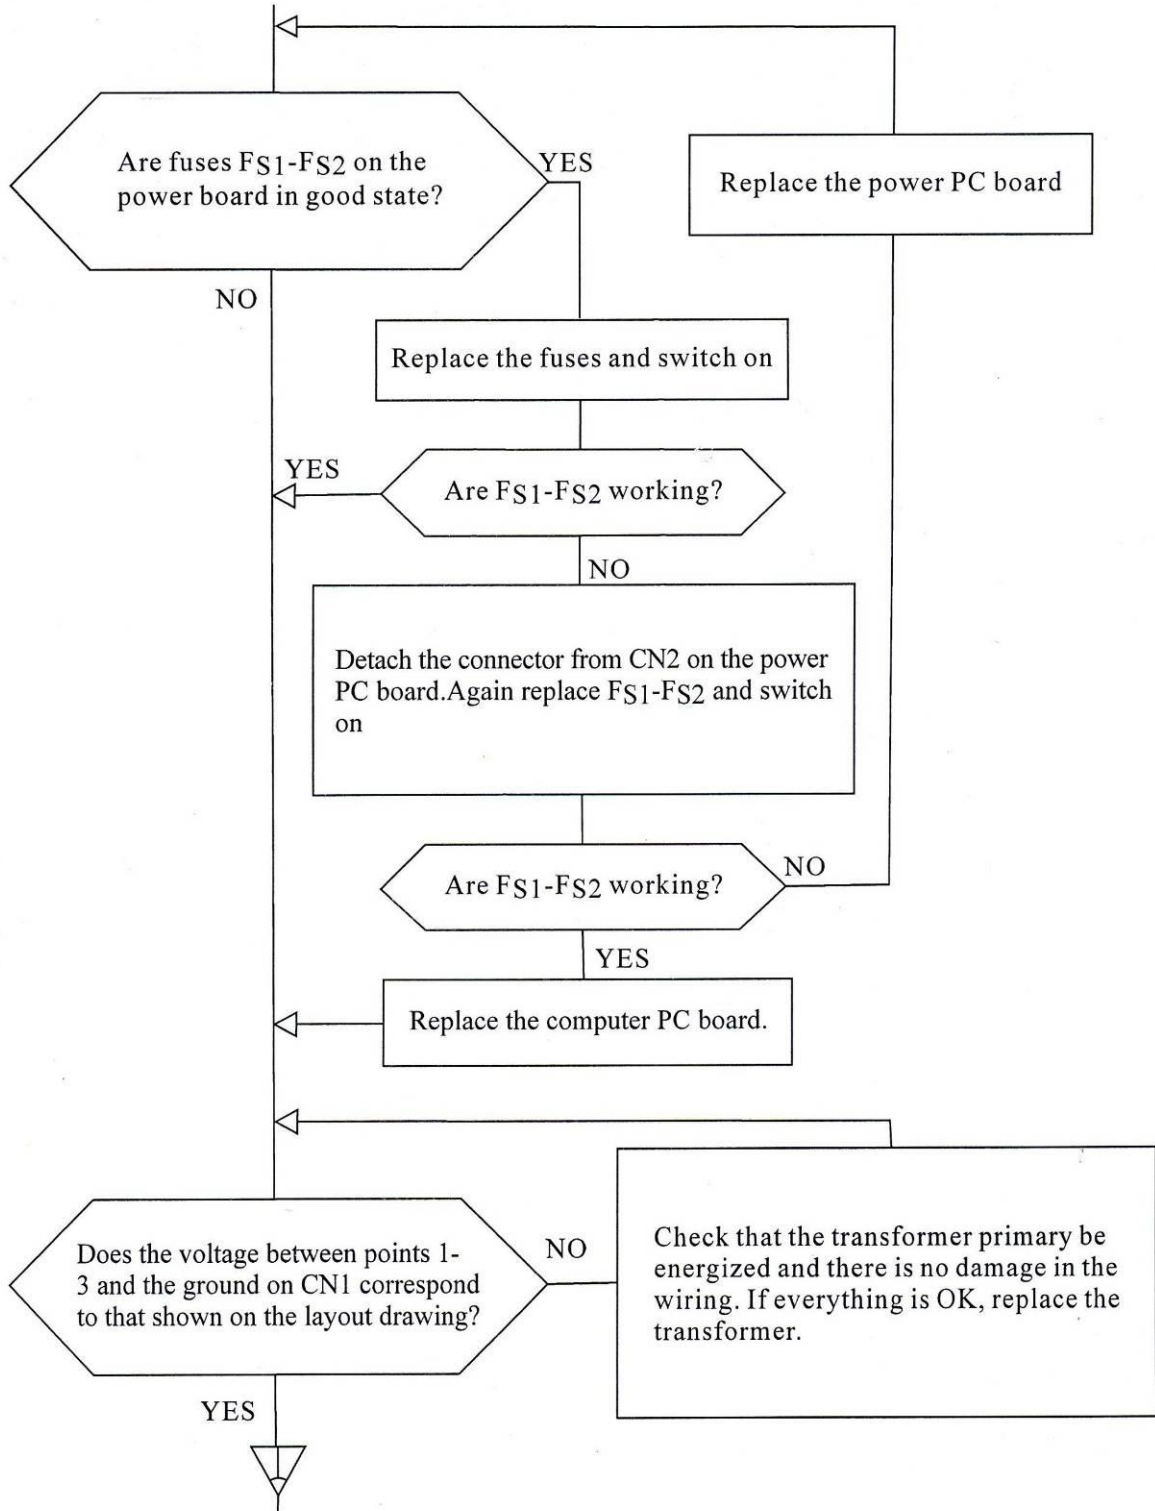 Are fuses FS1-FS2 on the
power board in good state?
YES
Replace the power PC board
NO
Replace the fuses and switch on
YES
Are FS1-FS2 working?
NO
Detach the connector from CN2 on the power
PC board.Again replace FS1-FS2 and switch
on
Are FS1-FS2 working?
NO
YES
Replace the computer PC board.
Does the voltage between points 1-
3 and the ground on CN1 correspond
to that shown on the layout drawing?
NO
Check that the transformer primary be
energized and there is no damage in the
wiring. If everything is OK, replace the
transformer.
YES